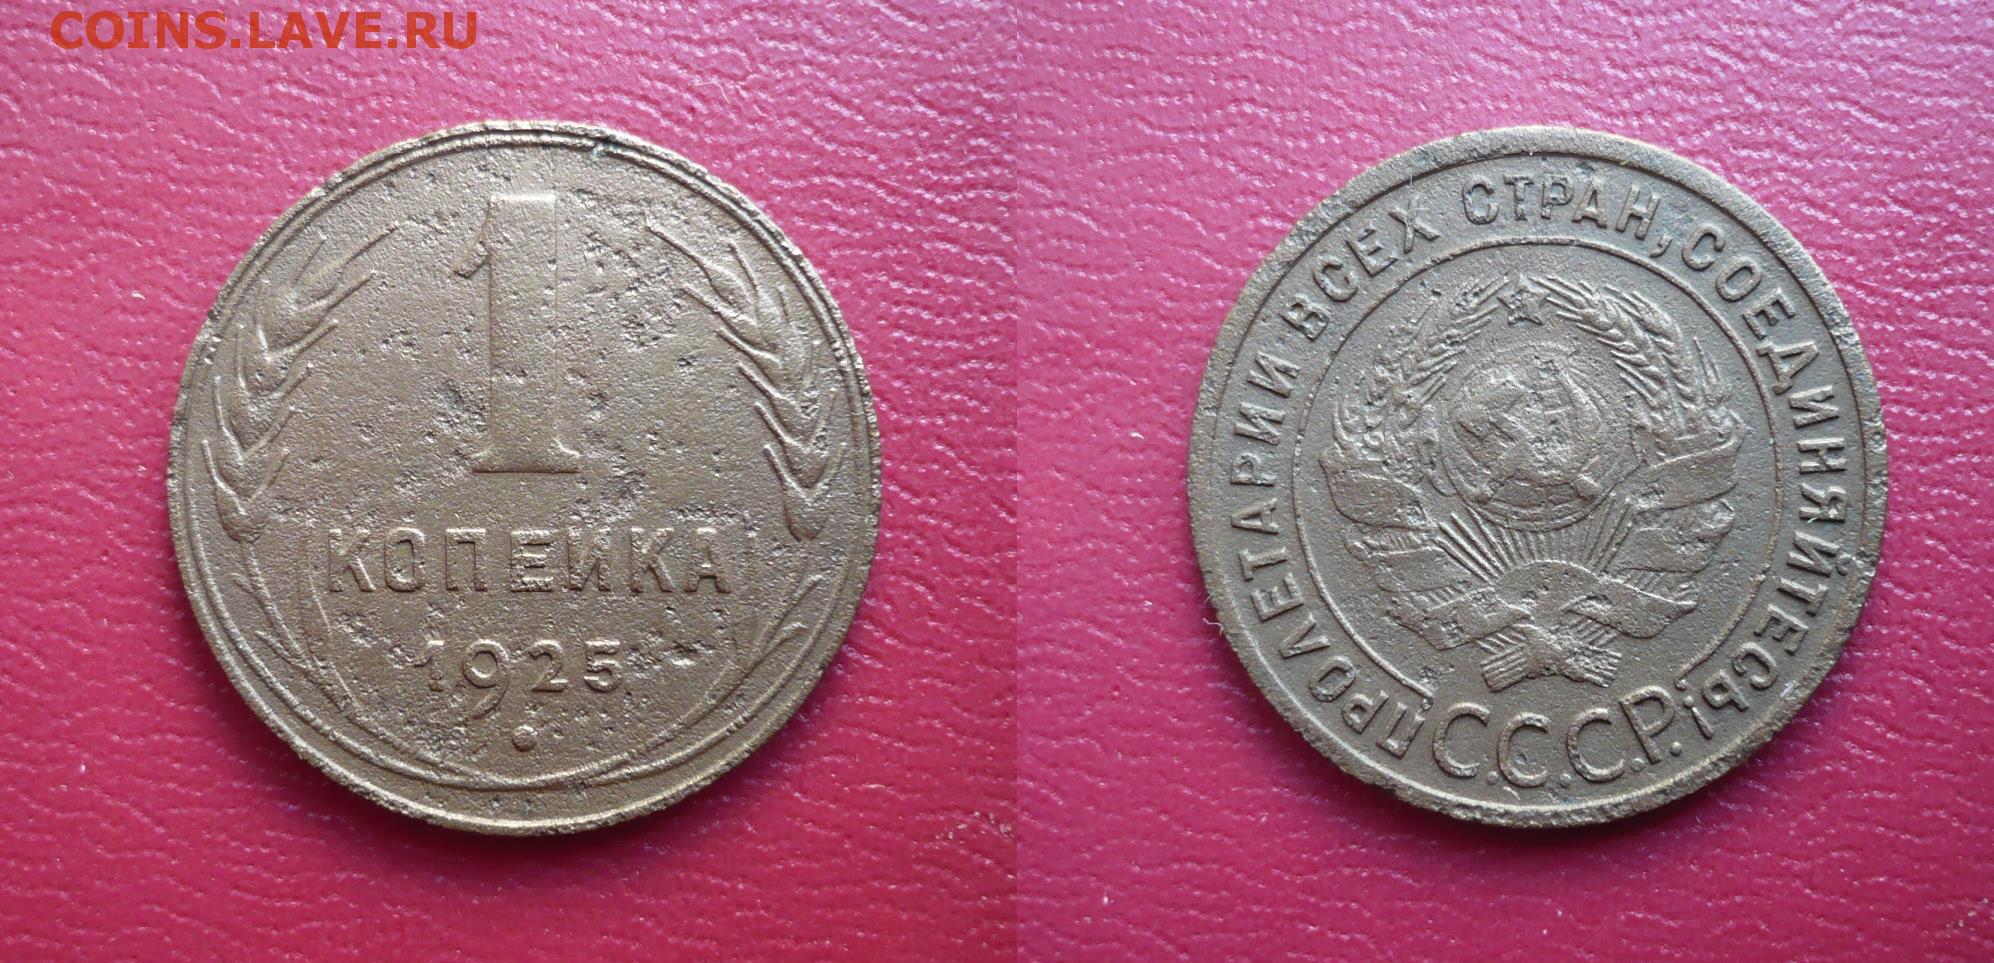 COINS.LAVE.RU
1
КОПЕЙКА
1925
ПРОЛЕТАРИИ ВСЕХ СТРАН, СОЕДИНЯЙТЕСЬ!
С.С.С.Р.